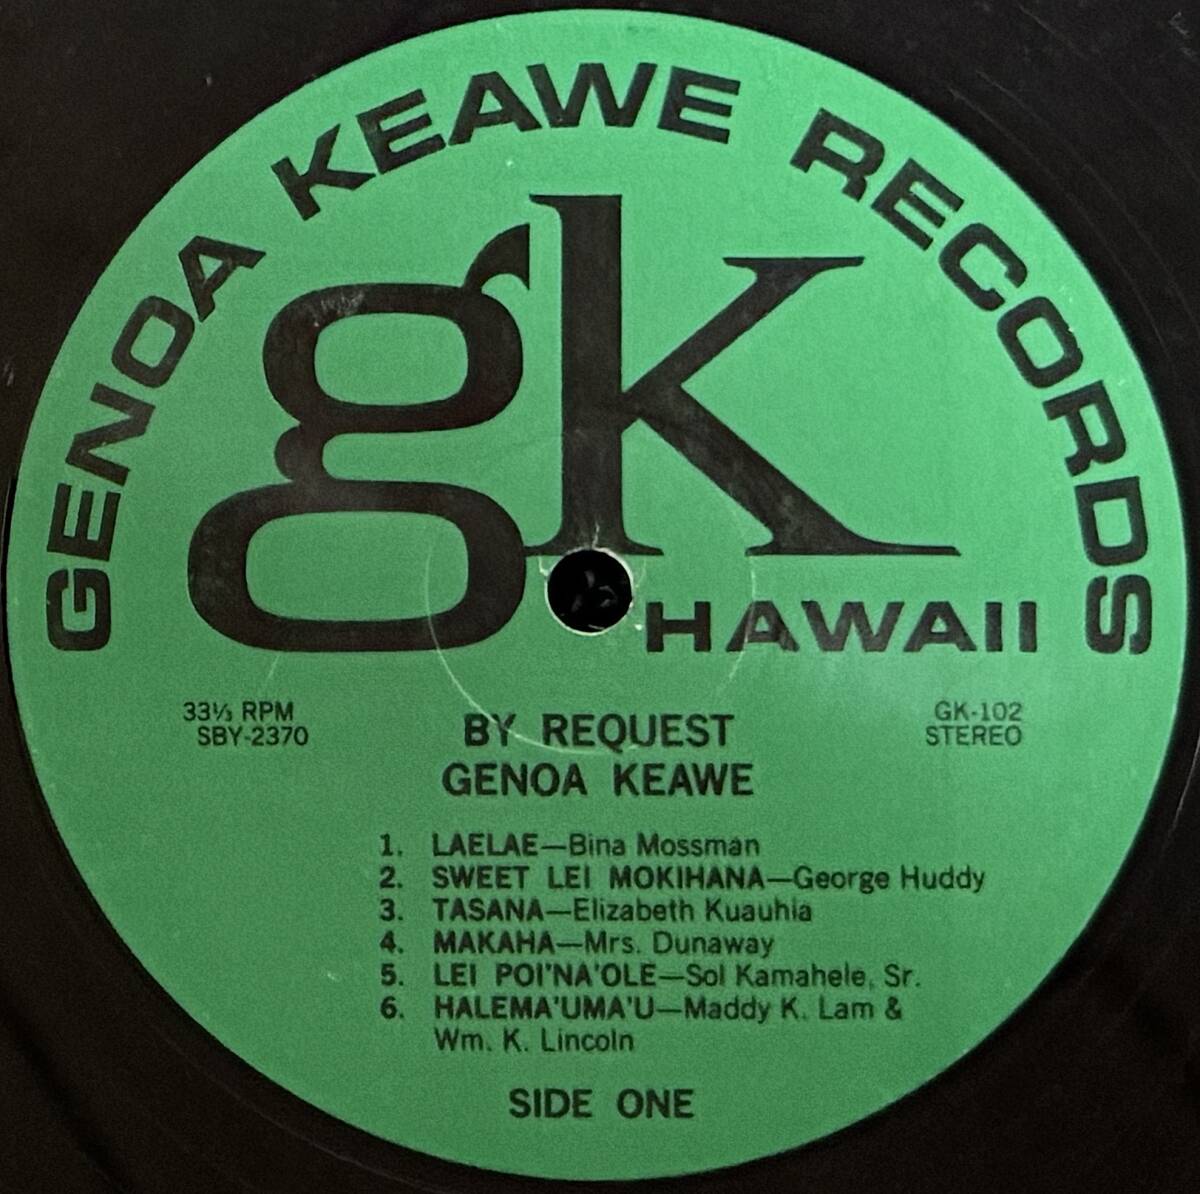 GENOA KEAWE RECORDS
gk
HAWAII
33⅓ RPM
SBY-2370
GK-102
STEREO
BY REQUEST
GENOA KEAWE
1. LAELAE—Bina Mossman
2. SWEET LEI MOKIHANA—George Huddy
3. TASANA—Elizabeth Kuauhia
4. MAKAHA—Mrs. Dunaway
5. LEI POI'NA'OLE—Sol Kamahele, Sr.
6. HALEMA'UMA'U—Maddy K. Lam &
Wm. K. Lincoln
SIDE ONE